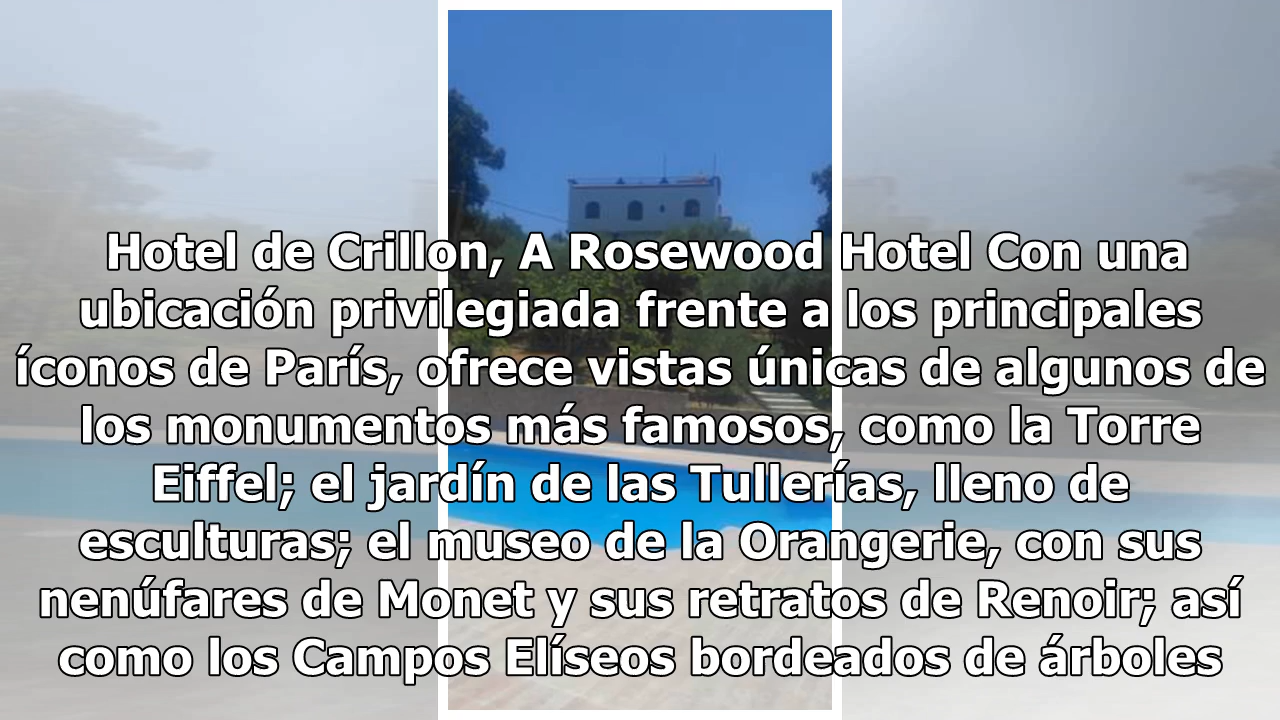 Hotel de Crillon, A Rosewood Hotel Con una
ubicación privilegiada frente a los principales
íconos de París, ofrece vistas únicas de algunos de
los monumentos más famosos, como la Torre
Eiffel; el jardín de las Tullerías, lleno de
esculturas; el museo de la Orangerie, con sus
nenúfares de Monet y sus retratos de Renoir; así
como los Campos Elíseos bordeados de árboles